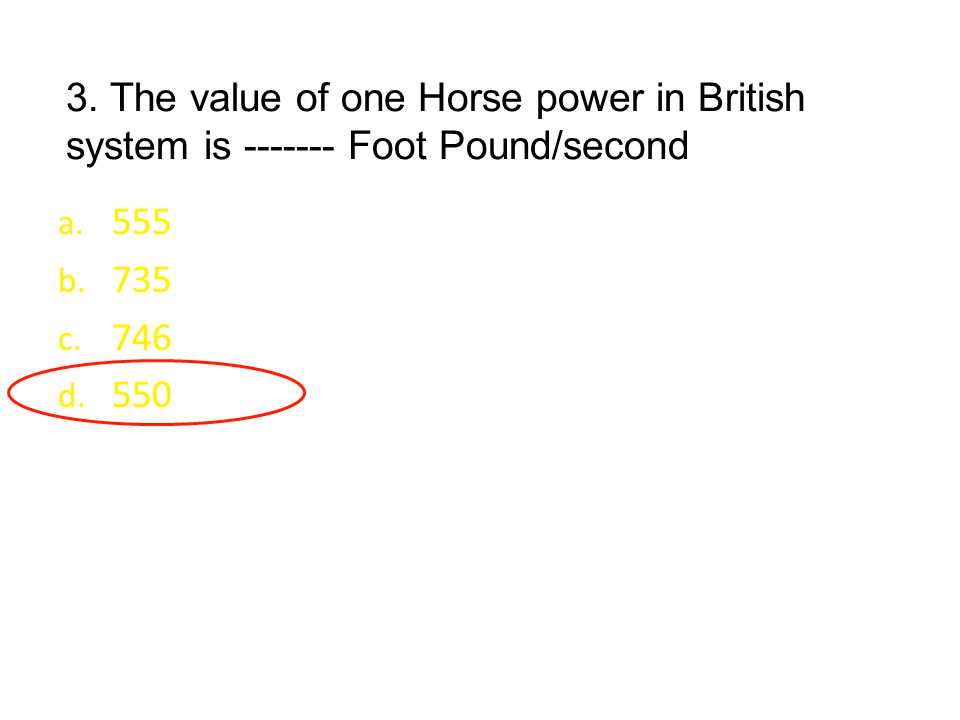 3. The value of one Horse power in British
system is ------- Foot Pound/second
a. 555
b. 735
c. 746
d. 550